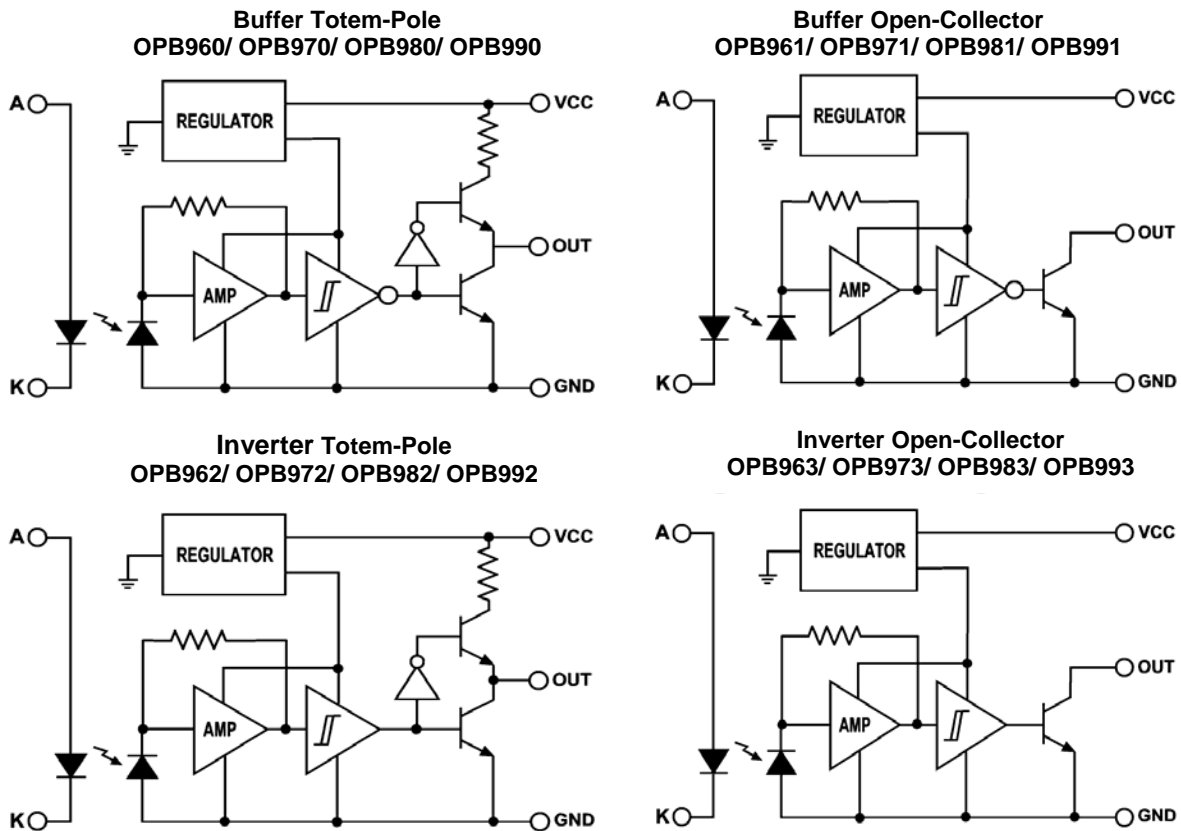 Buffer Totem-Pole
OPB960/ OPB970/ OPB980/ OPB990
A
REGULATOR
VCC
AMP
OUT
K
GND
Buffer Open-Collector
OPB961/ OPB971/ OPB981/ OPB991
A
REGULATOR
VCC
AMP
OUT
K
GND
Inverter Totem-Pole
OPB962/ OPB972/ OPB982/ OPB992
A
REGULATOR
VCC
OUT
AMP
K
GND
Inverter Open-Collector
OPB963/ OPB973/ OPB983/ OPB993
A
REGULATOR
VCC
OUT
AMP
K
GND